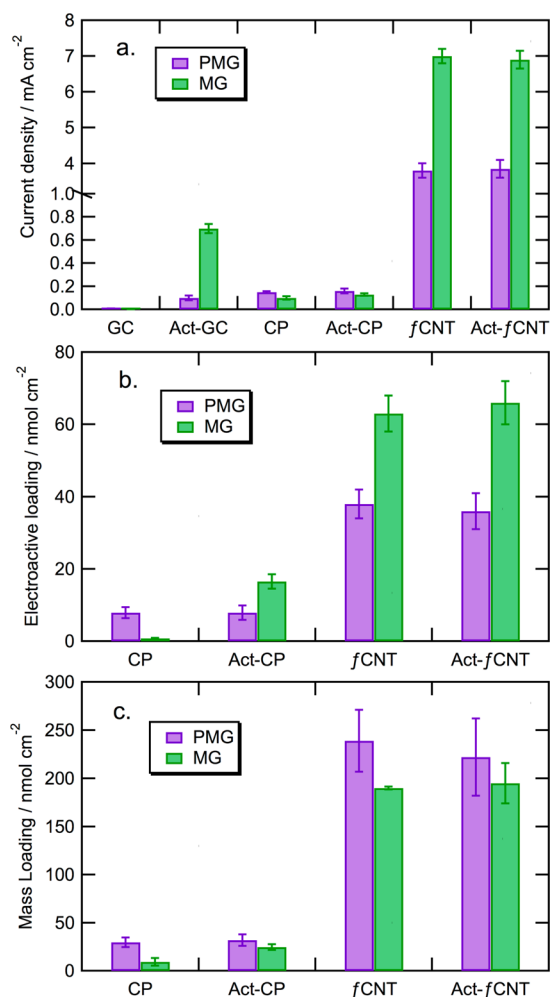 a.
PMG
MG
Current density / mA cm⁻²
8
7
6
5
4
1.0
0.8
0.6
0.4
0.2
0.0
GC Act-GC CP Act-CP ƒCNT Act-ƒCNT
b.
PMG
MG
Electroactive loading / nmol cm⁻²
80
60
40
20
0
CP Act-CP ƒCNT Act-ƒCNT
c.
PMG
MG
Mass Loading / nmol cm⁻²
300
250
200
150
100
50
0
CP Act-CP ƒCNT Act-ƒCNT